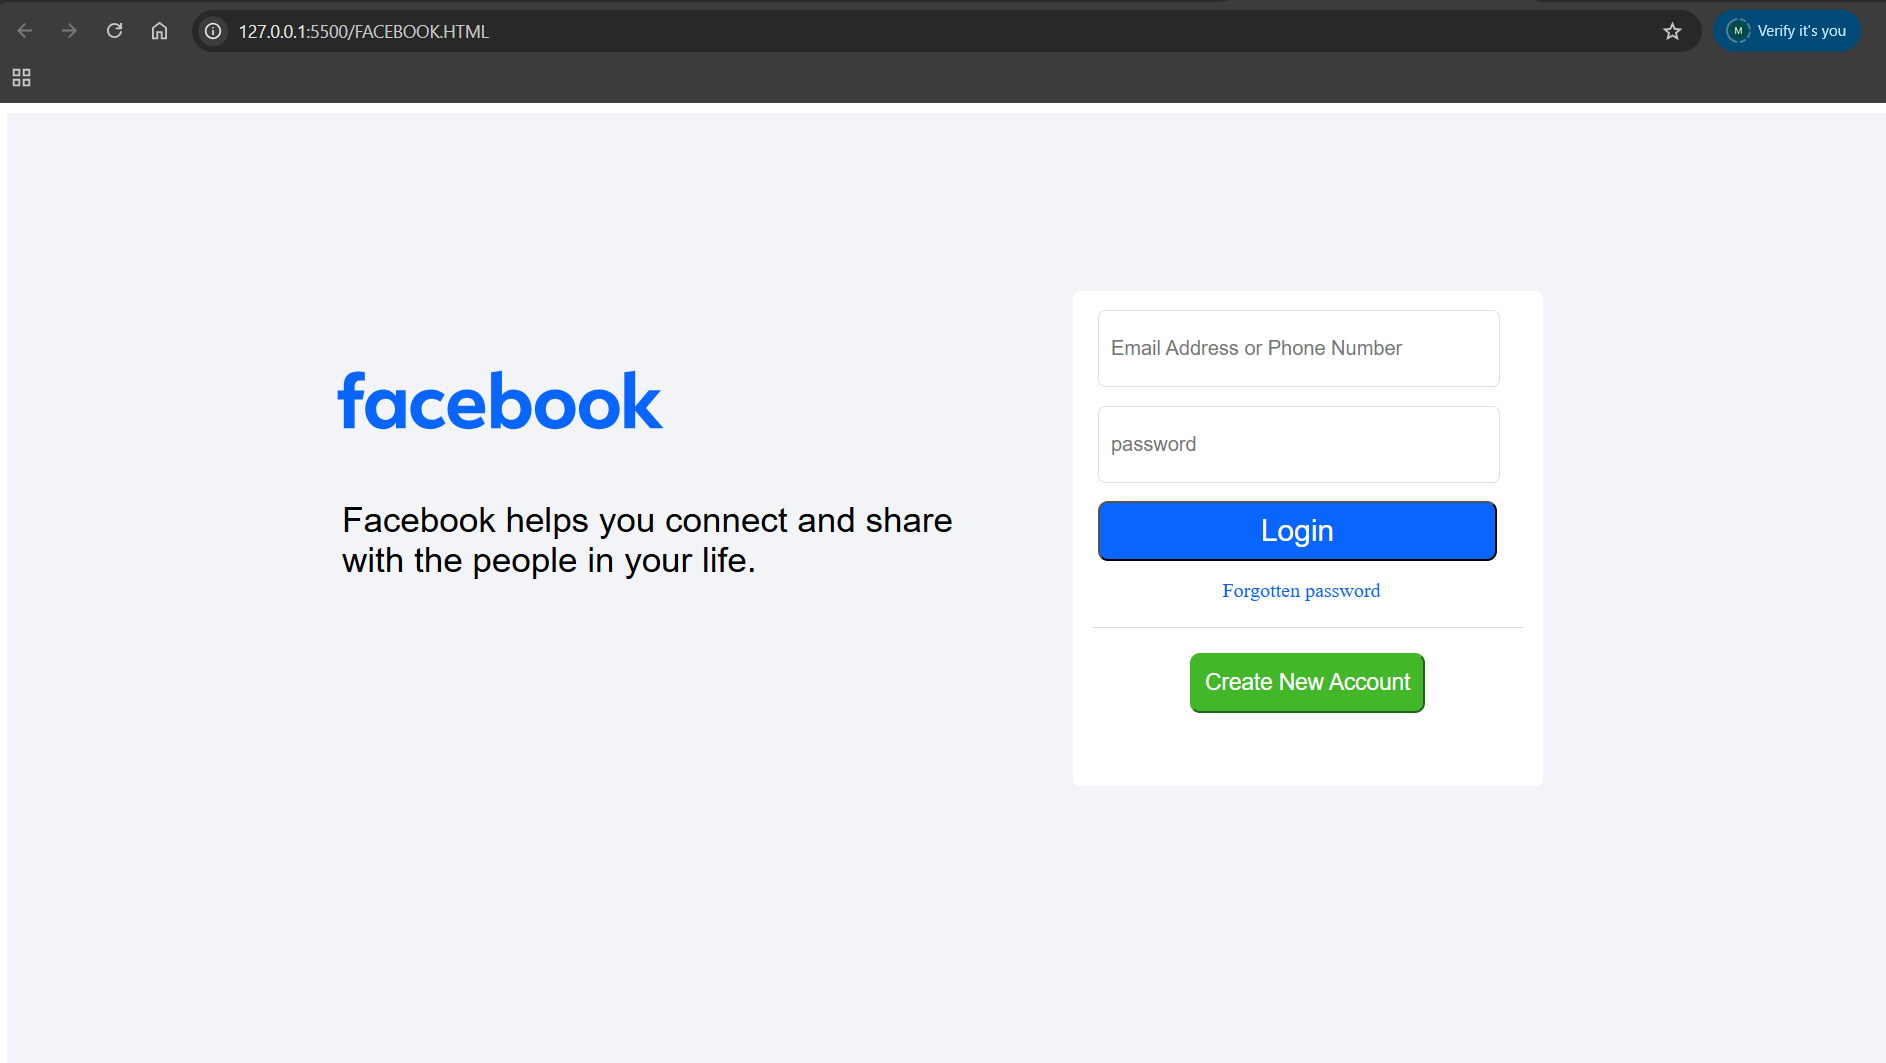 127.0.0.1:5500/FACEBOOK.HTML
M
Verify it's you
facebook
Facebook helps you connect and share
with the people in your life.
Email Address or Phone Number
password
Login
Forgotten password
Create New Account